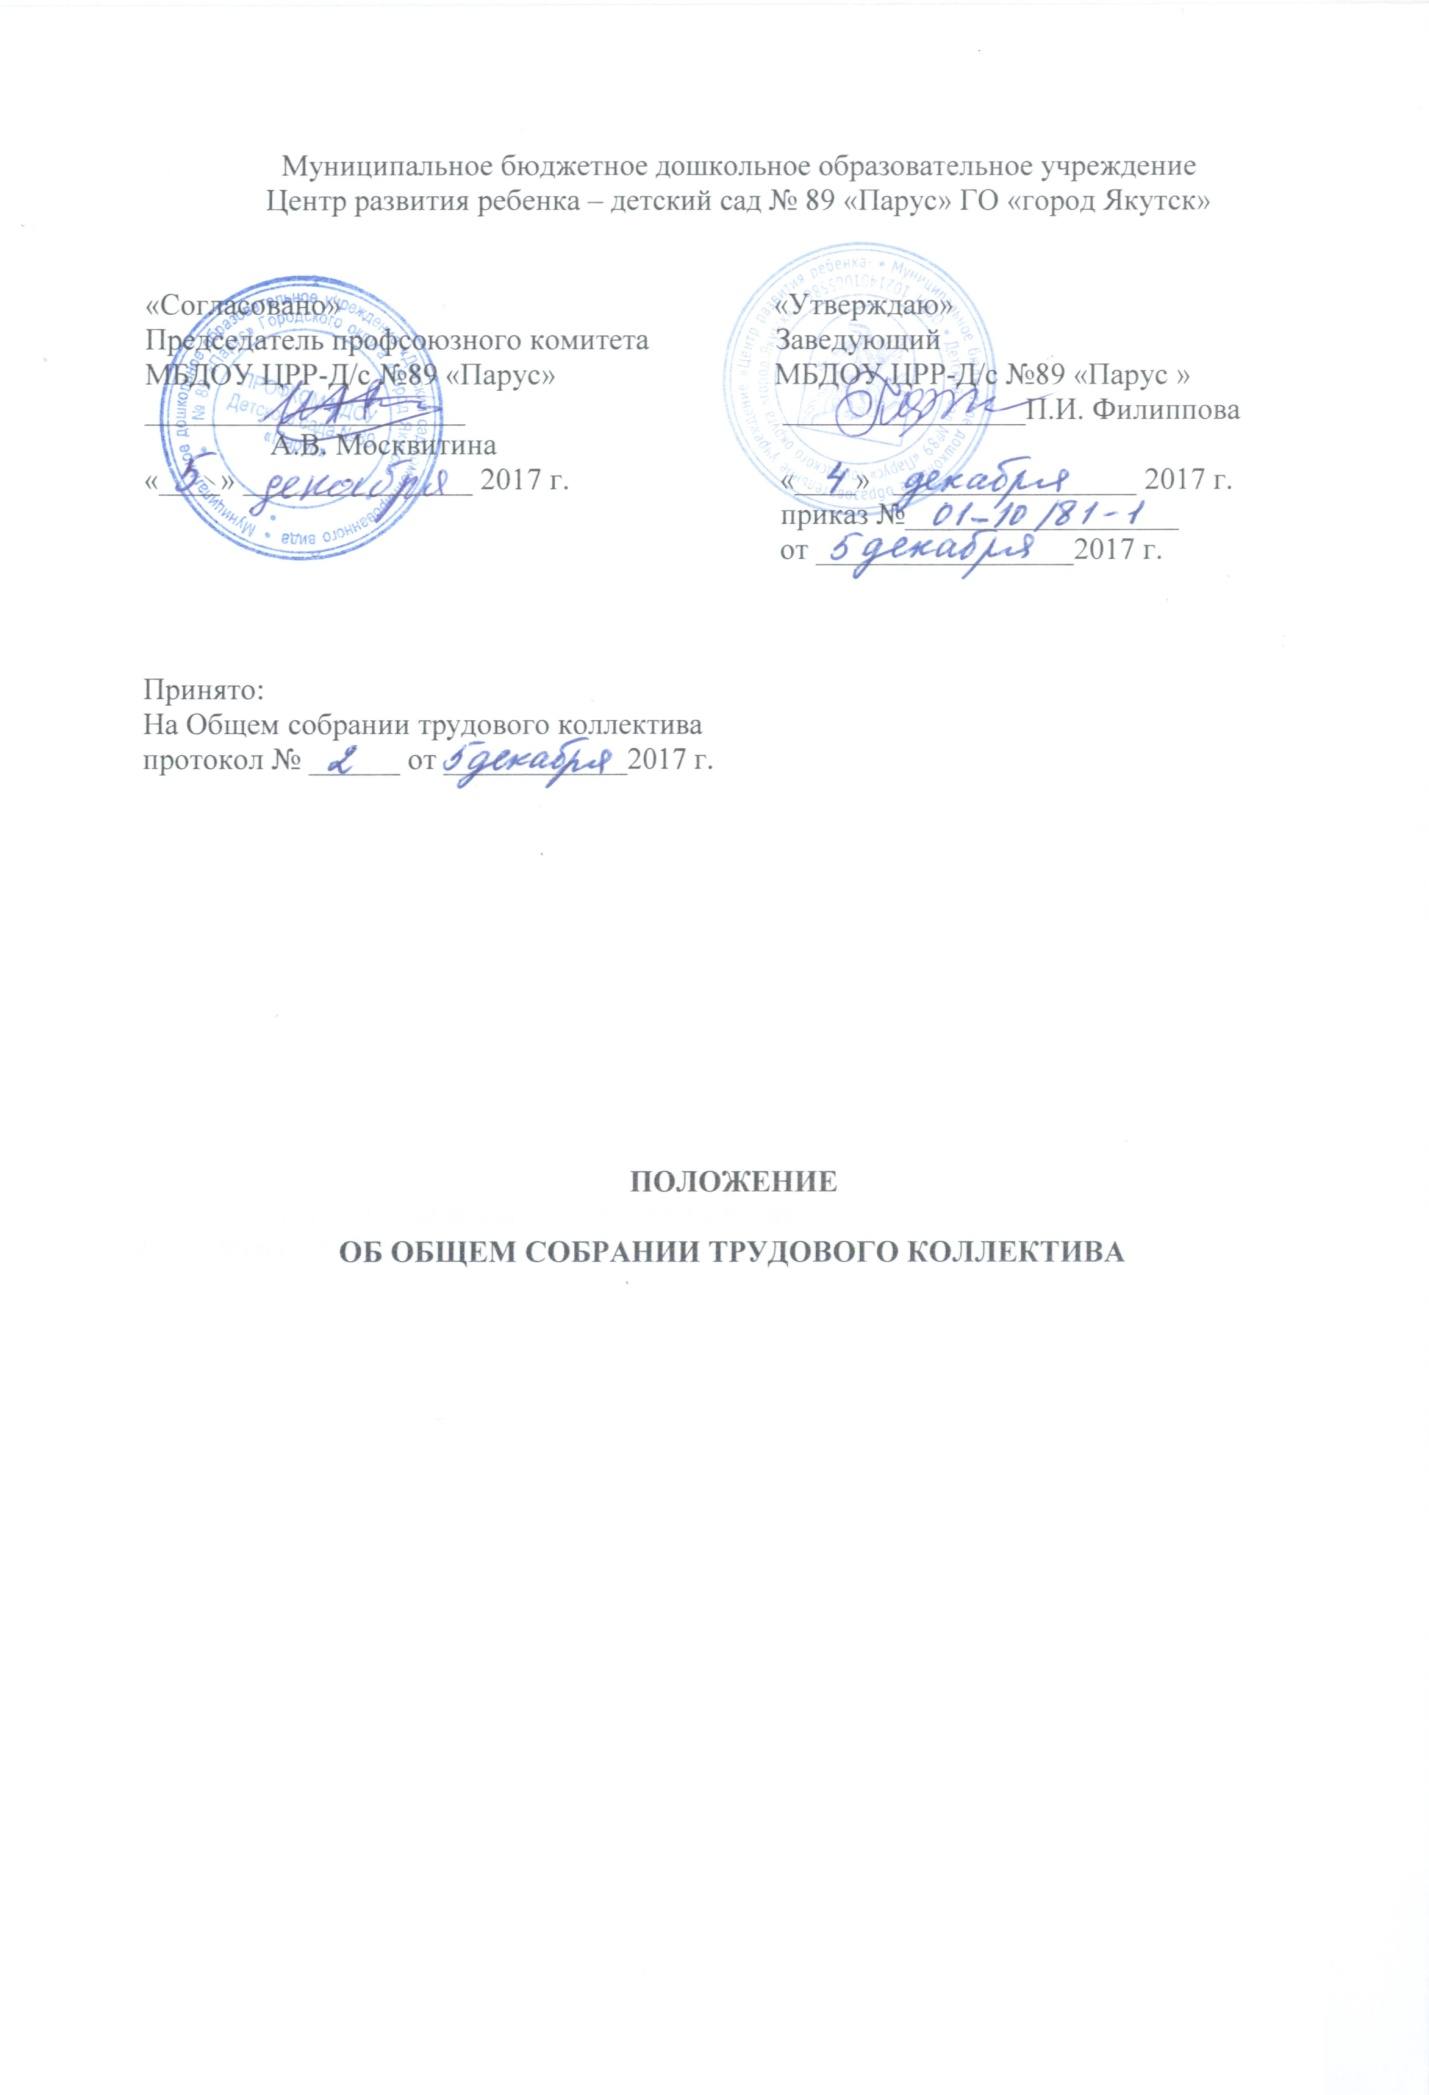 Муниципальное бюджетное дошкольное образовательное учреждение
Центр развития ребенка – детский сад № 89 «Парус» ГО «город Якутск»
«Согласовано»
Председатель профсоюзного комитета
МБДОУ ЦРР-Д/с №89 «Парус»
А.В. Москвитина
«5» декабря 2017 г.
«Утверждаю»
Заведующий
МБДОУ ЦРР-Д/с №89 «Парус »
П.И. Филиппова
«4» декабря 2017 г.
приказ № 01-10/81-1
от 5 декабря 2017 г.
Принято:
На Общем собрании трудового коллектива
протокол № 2 от 5 декабря 2017 г.
ПОЛОЖЕНИЕ
ОБ ОБЩЕМ СОБРАНИИ ТРУДОВОГО КОЛЛЕКТИВА